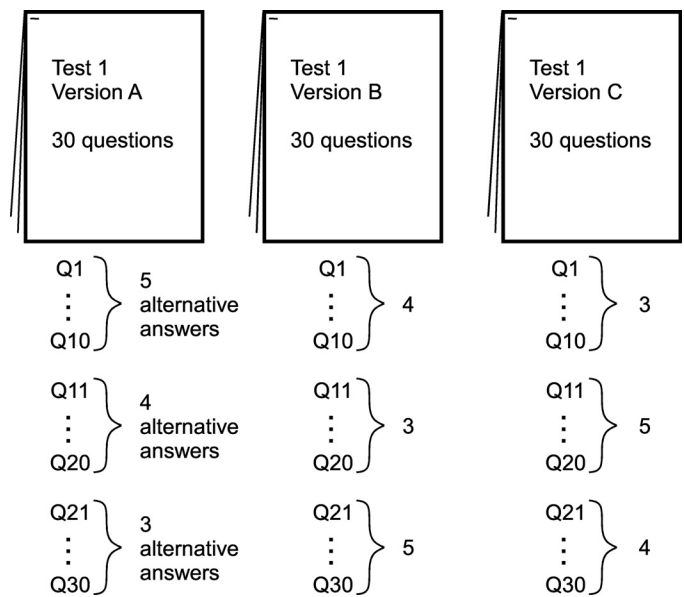 Test 1
Version A
30 questions
Test 1
Version B
30 questions
Test 1
Version C
30 questions
Q1
⋮
Q10
5
alternative
answers
Q1
⋮
Q10
4
Q1
⋮
Q10
3
Q11
⋮
Q20
4
alternative
answers
Q11
⋮
Q20
3
Q11
⋮
Q20
5
Q21
⋮
Q30
3
alternative
answers
Q21
⋮
Q30
5
Q21
⋮
Q30
4